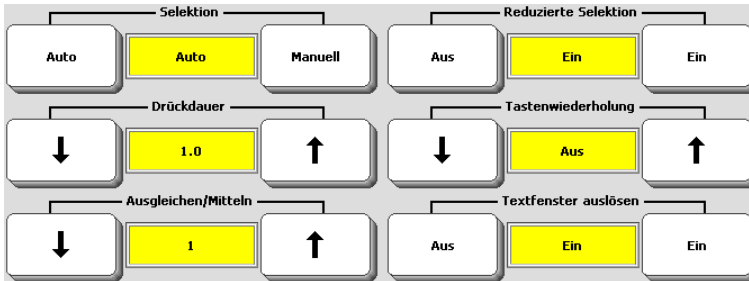 Selektion
Reduzierte Selektion
Auto Auto Manuell
Aus Ein Ein
Drückdauer
Tastenwiederholung
1.0
Aus
Ausgleichen/Mitteln
Textfenster auslösen
1
Aus Ein Ein